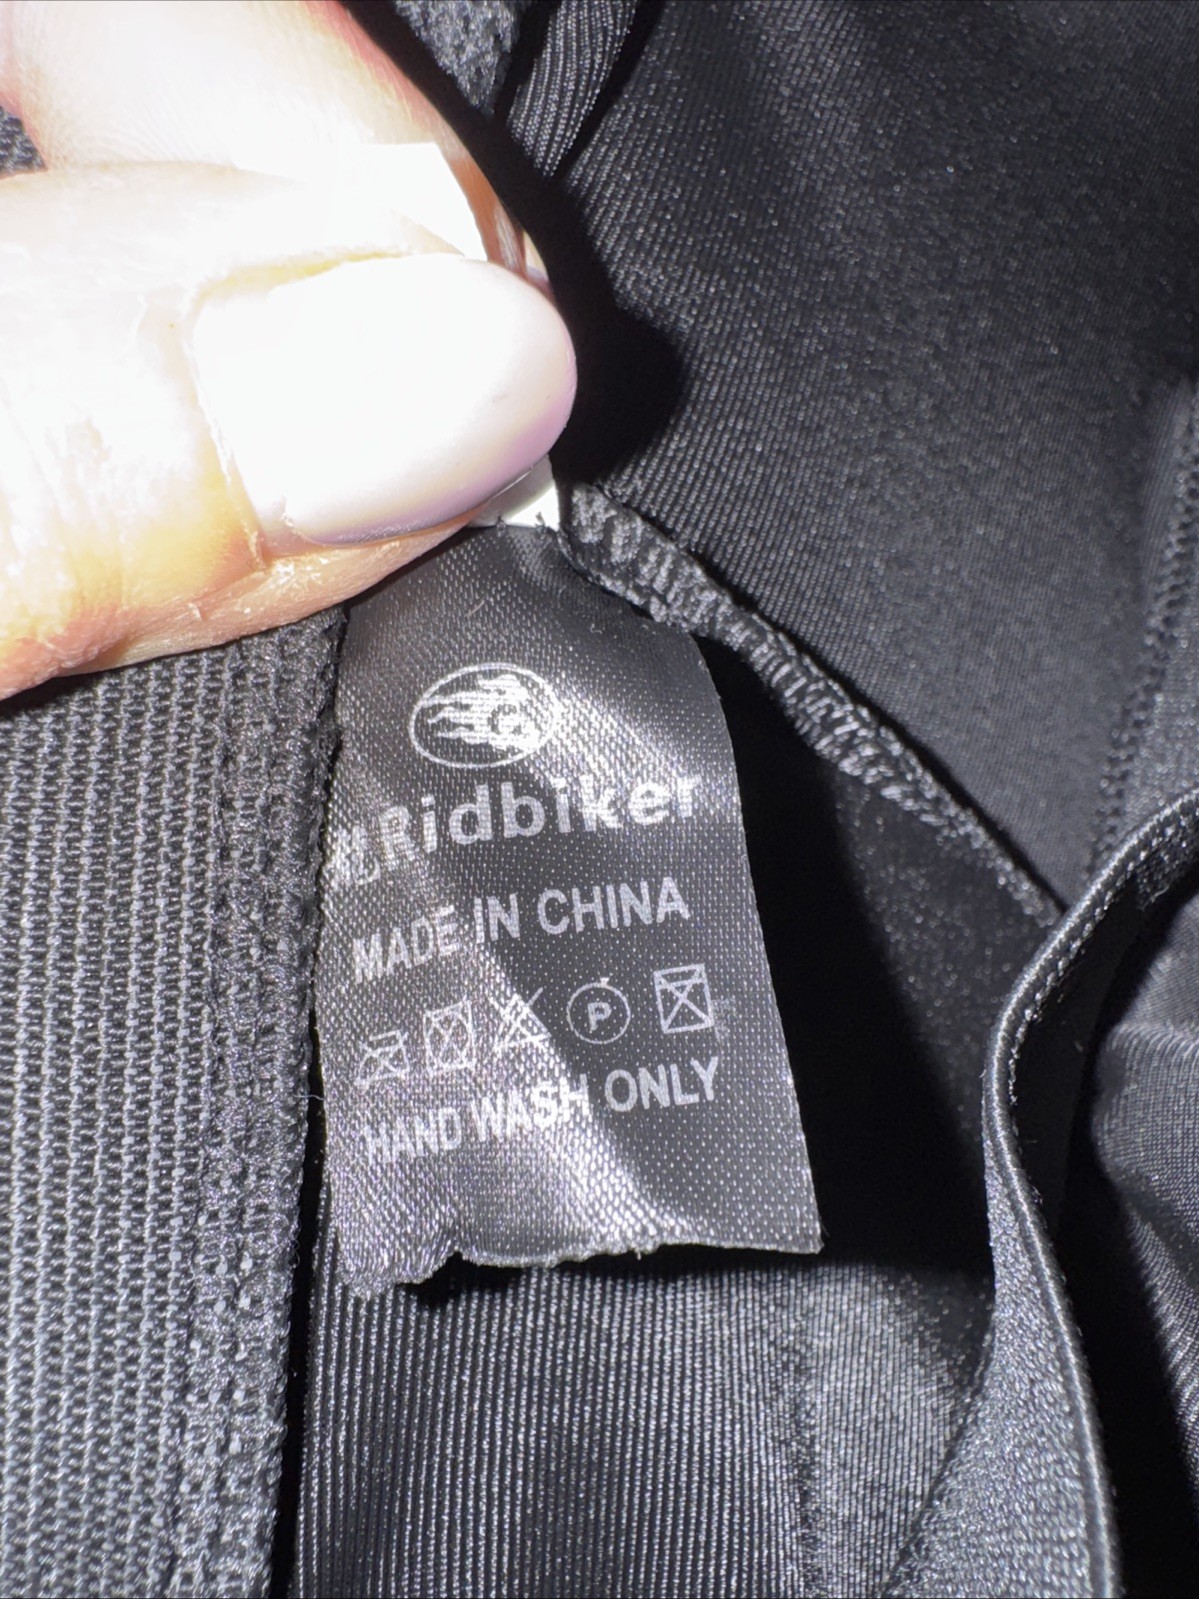 Ridbiker
MADE IN CHINA
P
HAND WASH ONLY